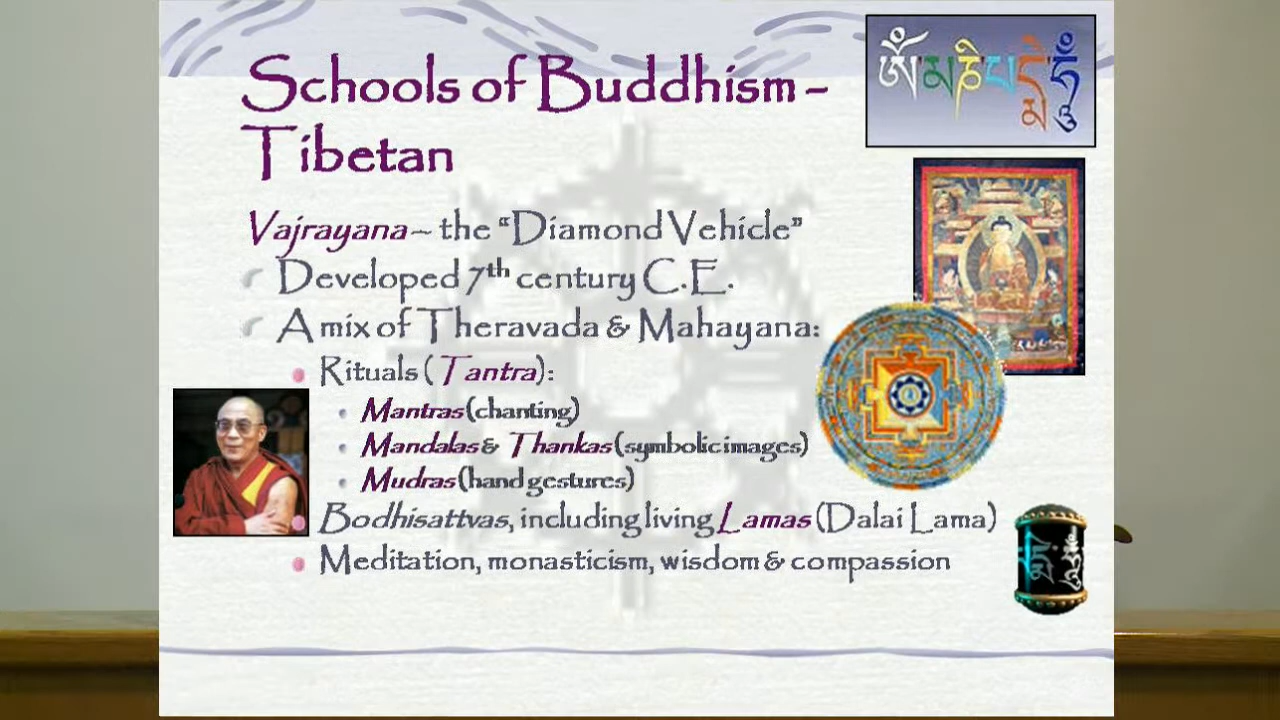 Schools of Buddhism –
Tibetan
Vajrayana – the “Diamond Vehicle”
Developed 7th century C.E.
A mix of Theravada & Mahayana:
Rituals (Tantra):
Mantras (chanting)
Mandalas & Thankas (symbolic images)
Mudras (hand gestures)
Bodhisattvas, including living Lamas (Dalai Lama)
Meditation, monasticism, wisdom & compassion
ༀ་མ་ཎི་པདྨེ་ཧཱུྃ